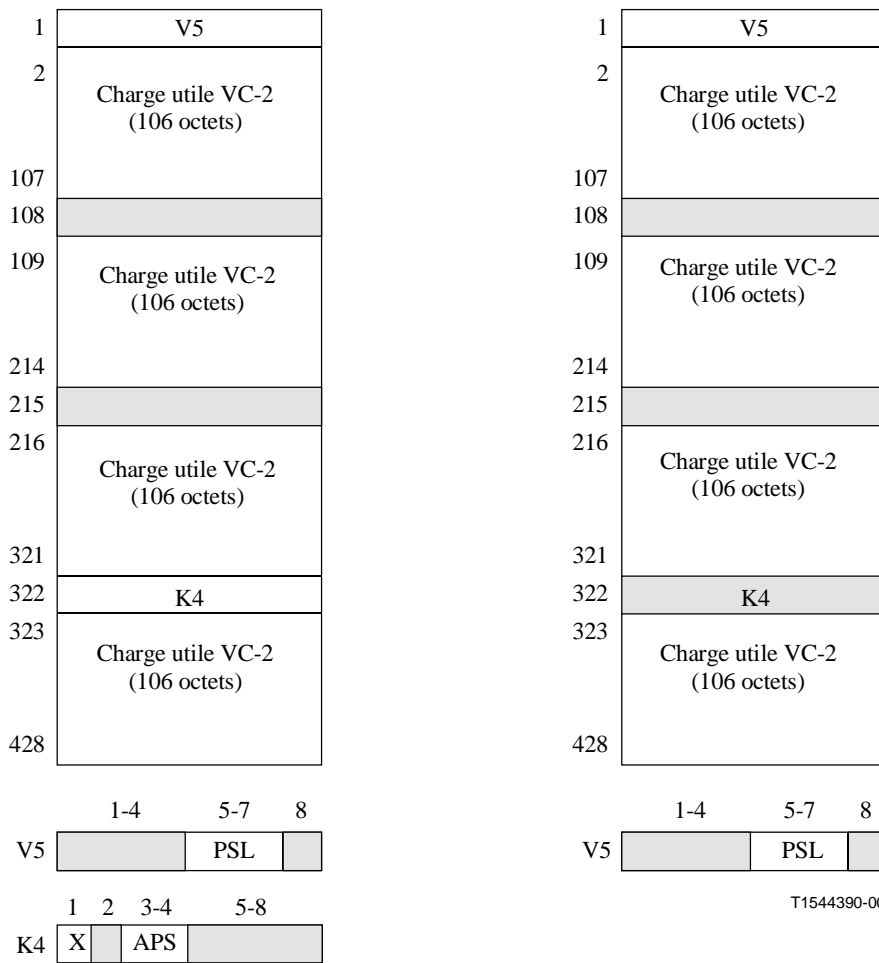 1 V5
2 Charge utile VC-2
(106 octets)
107
108
109 Charge utile VC-2
(106 octets)
214
215
216 Charge utile VC-2
(106 octets)
321
322 K4
323 Charge utile VC-2
(106 octets)
428
1-4 5-7 8
V5 PSL
1 2 3-4 5-8
K4 X APS
1 V5
2 Charge utile VC-2
(106 octets)
107
108
109 Charge utile VC-2
(106 octets)
214
215
216 Charge utile VC-2
(106 octets)
321
322 K4
323 Charge utile VC-2
(106 octets)
428
1-4 5-7 8
V5 PSL
T1544390-00